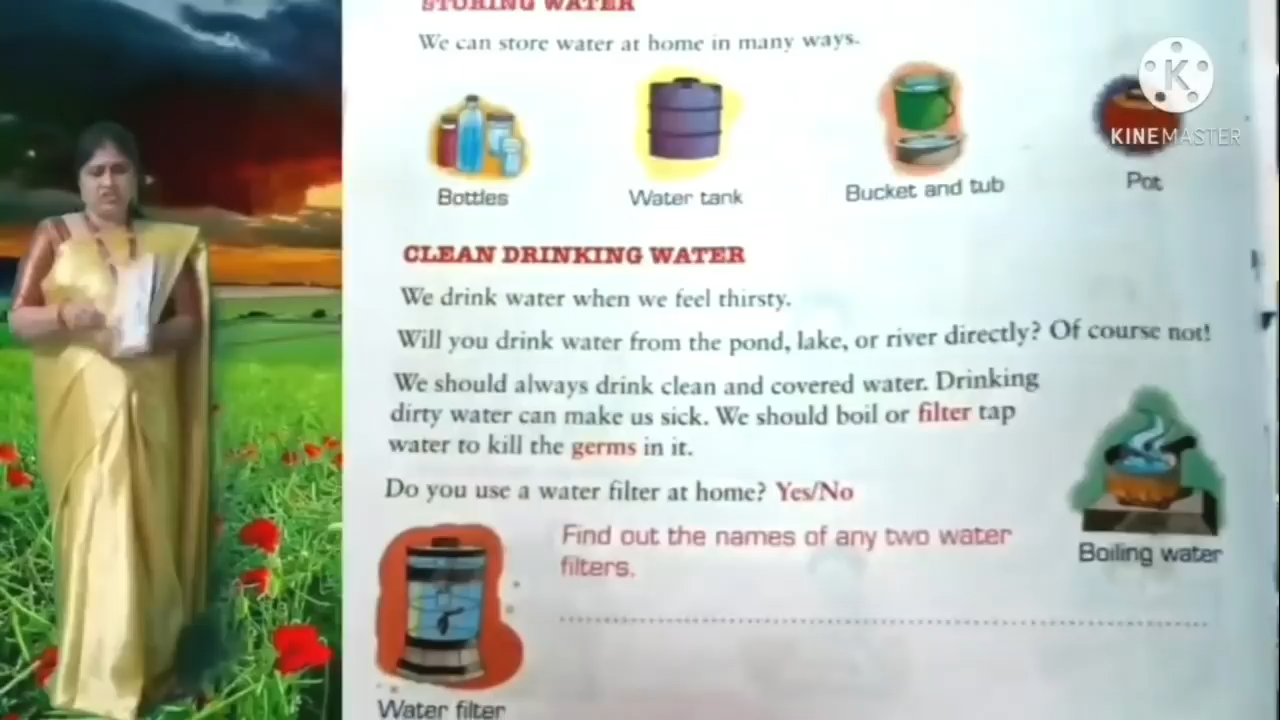 STORING WATER
We can store water at home in many ways.
Bottles
Water tank
Bucket and tub
Pot
K
KINEMASTER
CLEAN DRINKING WATER
We drink water when we feel thirsty.
Will you drink water from the pond, lake, or river directly? Of course not!
We should always drink clean and covered water. Drinking
dirty water can make us sick. We should boil or filter tap
water to kill the germs in it.
Do you use a water filter at home? Yes/No
Find out the names of any two water
filters.
Boiling water
Water filter